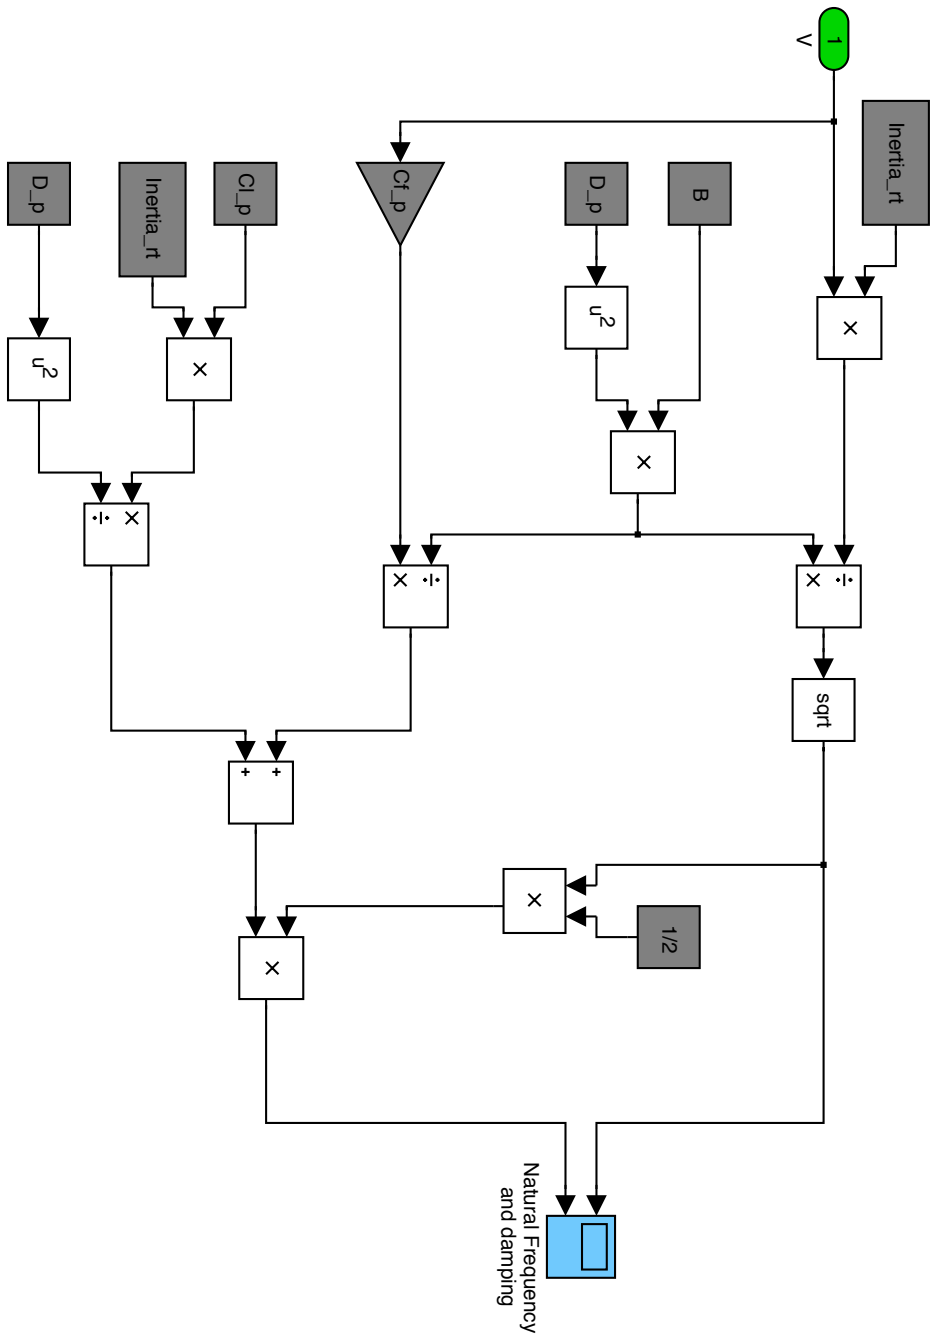 Inertia_rt
×
÷
×
1
V
sqrt
B
1/2
×
D_p
u²
×
Natural Frequency
and damping
÷
×
Cf_p
+
+
×
Cl_p
×
Inertia_rt
×
÷
D_p
u²